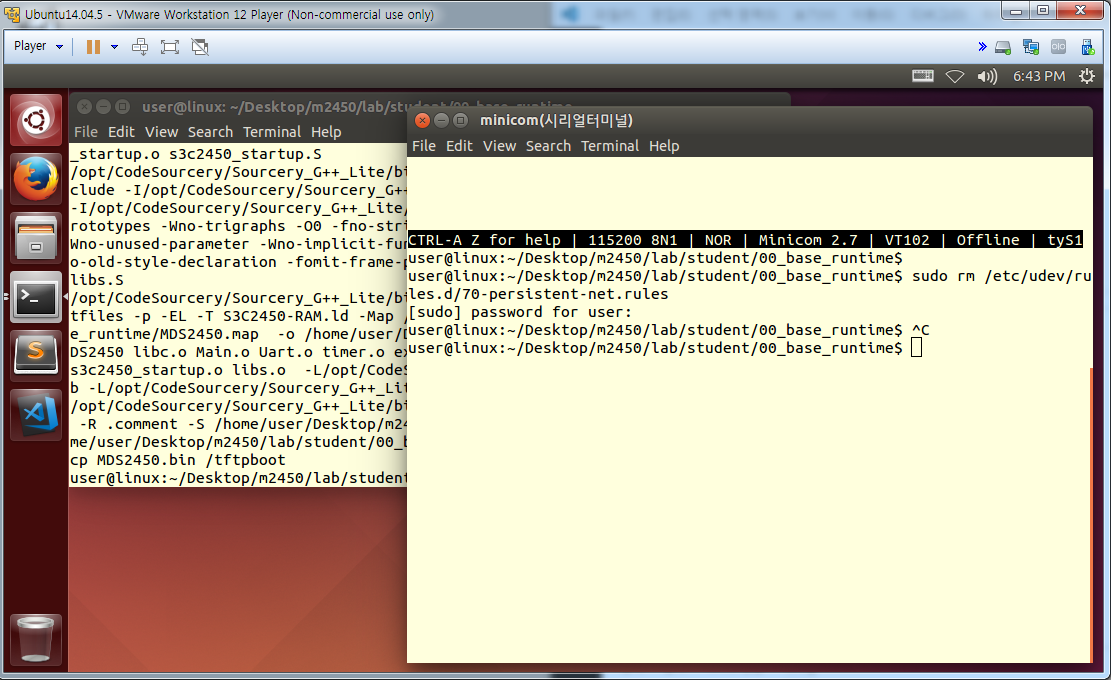 Ubuntu14.04.5 - VMware Workstation 12 Player (Non-commercial use only)
Player
6:43 PM
user@linux: ~/Desktop/m2450/lab/student/00_base_runtime
File Edit View Search Terminal Help
_startup.o s3c2450_startup.S
/opt/CodeSourcery/Sourcery_G++_Lite/bi
clude -I/opt/CodeSourcery/Sourcery_G++
-I/opt/CodeSourcery/Sourcery_G++_Lite/
rototypes -Wno-trigraphs -O0 -fno-stri
Wno-unused-parameter -Wno-implicit-fun
o-old-style-declaration -fomit-frame-p
libs.S
/opt/CodeSourcery/Sourcery_G++_Lite/bi
tfiles -p -EL -T S3C2450-RAM.ld -Map /
e_runtime/MDS2450.map  -o /home/user/D
DS2450 libc.o Main.o Uart.o timer.o ex
s3c2450_startup.o libs.o  -L/opt/CodeS
b -L/opt/CodeSourcery/Sourcery_G++_Lit
/opt/CodeSourcery/Sourcery_G++_Lite/bi
-R .comment -S /home/user/Desktop/m24
me/user/Desktop/m2450/lab/student/00_b
cp MDS2450.bin /tftpboot
user@linux:~/Desktop/m2450/lab/student
minicom(시리얼터미널)
File Edit View Search Terminal Help
CTRL-A Z for help | 115200 8N1 | NOR | Minicom 2.7 | VT102 | Offline | tyS1
user@linux:~/Desktop/m2450/lab/student/00_base_runtime$
user@linux:~/Desktop/m2450/lab/student/00_base_runtime$ sudo rm /etc/udev/ru
les.d/70-persistent-net.rules
[sudo] password for user:
user@linux:~/Desktop/m2450/lab/student/00_base_runtime$ ^C
user@linux:~/Desktop/m2450/lab/student/00_base_runtime$